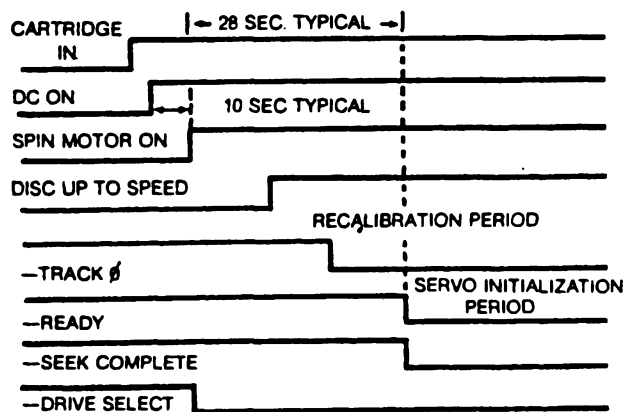 28 SEC. TYPICAL
CARTRIDGE
IN.
DC ON
10 SEC TYPICAL
SPIN MOTOR ON
DISC UP TO SPEED
RECALIBRATION PERIOD
—TRACK Ø
SERVO INITIALIZATION
PERIOD
—READY
—SEEK COMPLETE
—DRIVE SELECT